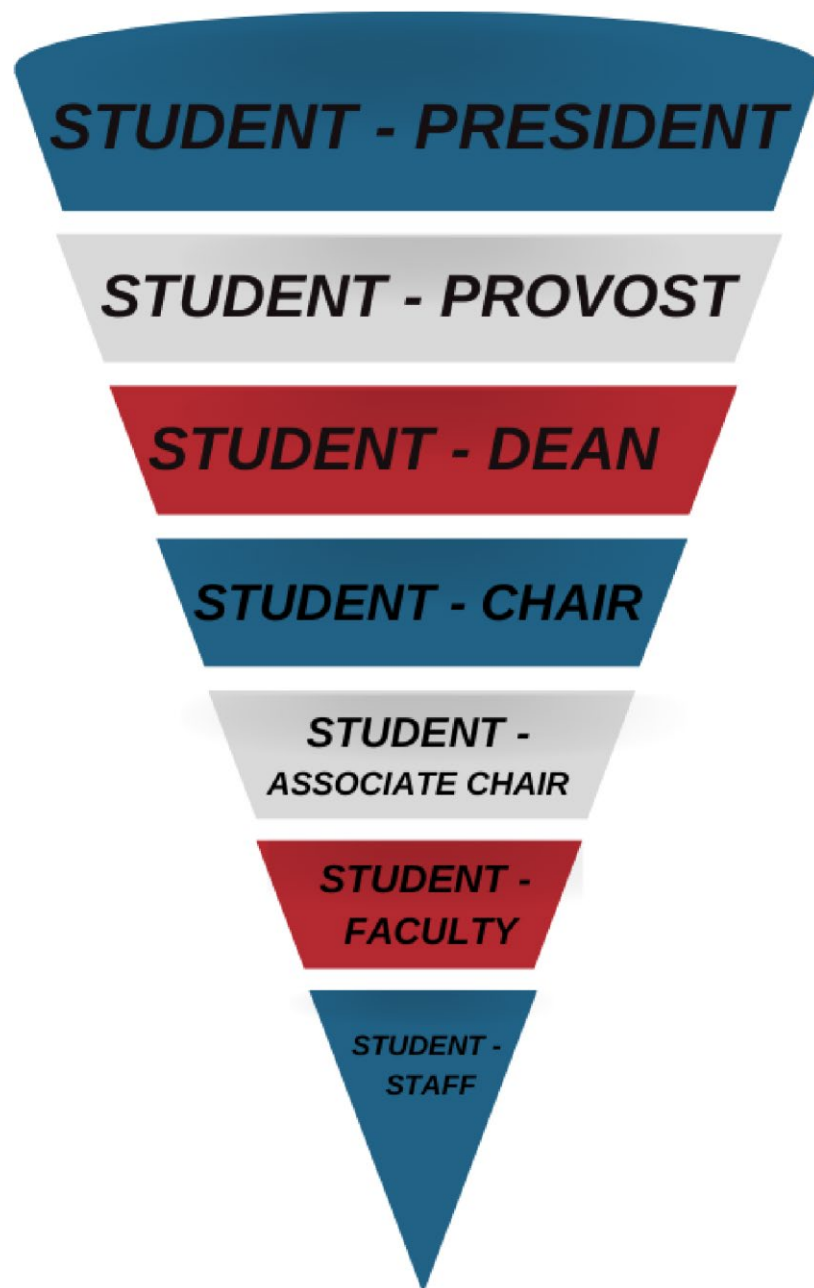 STUDENT - PRESIDENT
STUDENT - PROVOST
STUDENT - DEAN
STUDENT - CHAIR
STUDENT -
ASSOCIATE CHAIR
STUDENT -
FACULTY
STUDENT -
STAFF